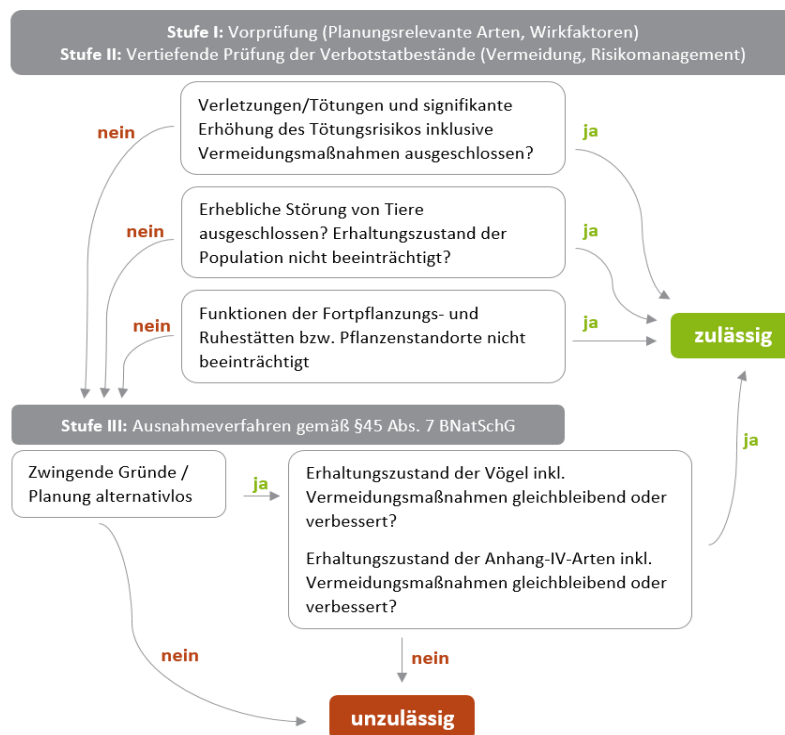 Stufe I: Vorprüfung (Planungsrelevante Arten, Wirkfaktoren)
Stufe II: Vertiefende Prüfung der Verbotstatbestände (Vermeidung, Risikomanagement)
nein
Verletzungen/Tötungen und signifikante
Erhöhung des Tötungsrisikos inklusive
Vermeidungsmaßnahmen ausgeschlossen?
ja
nein
Erhebliche Störung von Tiere
ausgeschlossen? Erhaltungszustand der
Population nicht beeinträchtigt?
ja
nein
Funktionen der Fortpflanzungs- und
Ruhestätten bzw. Pflanzenstandorte nicht
beeinträchtigt
ja
zulässig
Stufe III: Ausnahmeverfahren gemäß §45 Abs. 7 BNatSchG
Zwingende Gründe /
Planung alternativlos
ja
Erhaltungszustand der Vögel inkl.
Vermeidungsmaßnahmen gleichbleibend oder
verbessert?
Erhaltungszustand der Anhang-IV-Arten inkl.
Vermeidungsmaßnahmen gleichbleibend oder
verbessert?
ja
nein
nein
unzulässig